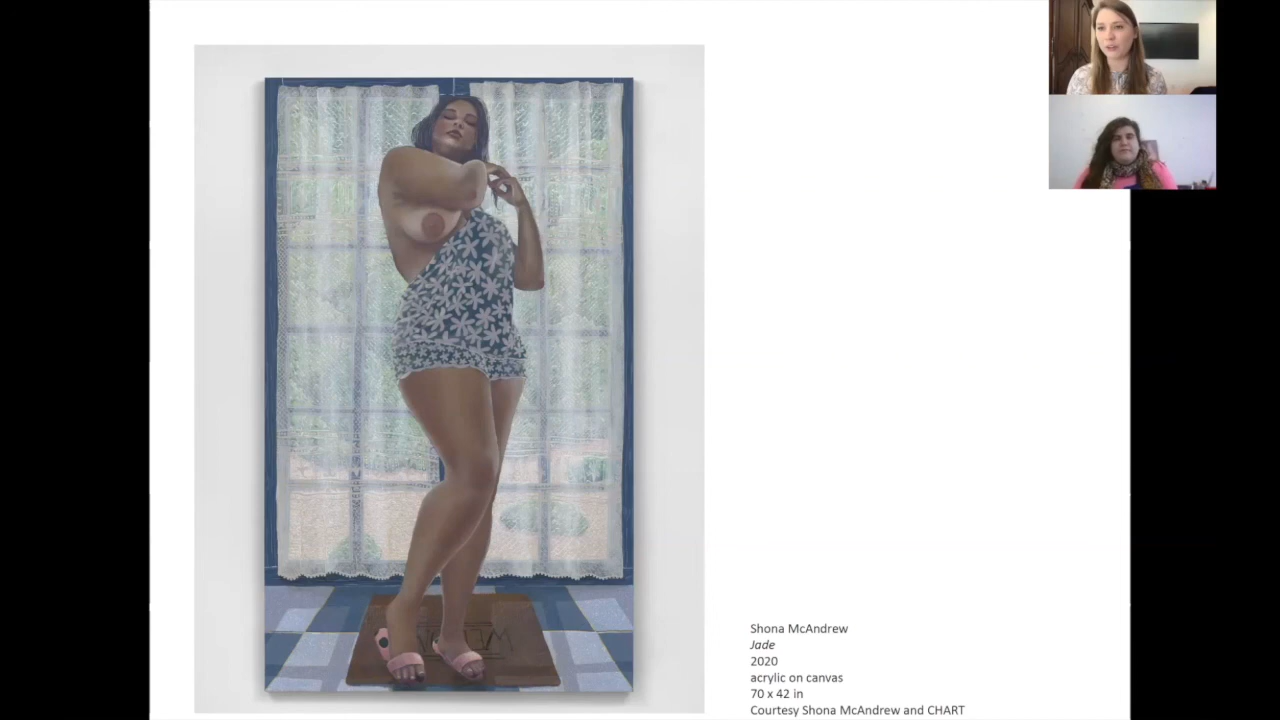 Shona McAndrew
Jade
2020
acrylic on canvas
70 x 42 in
Courtesy Shona McAndrew and CHART